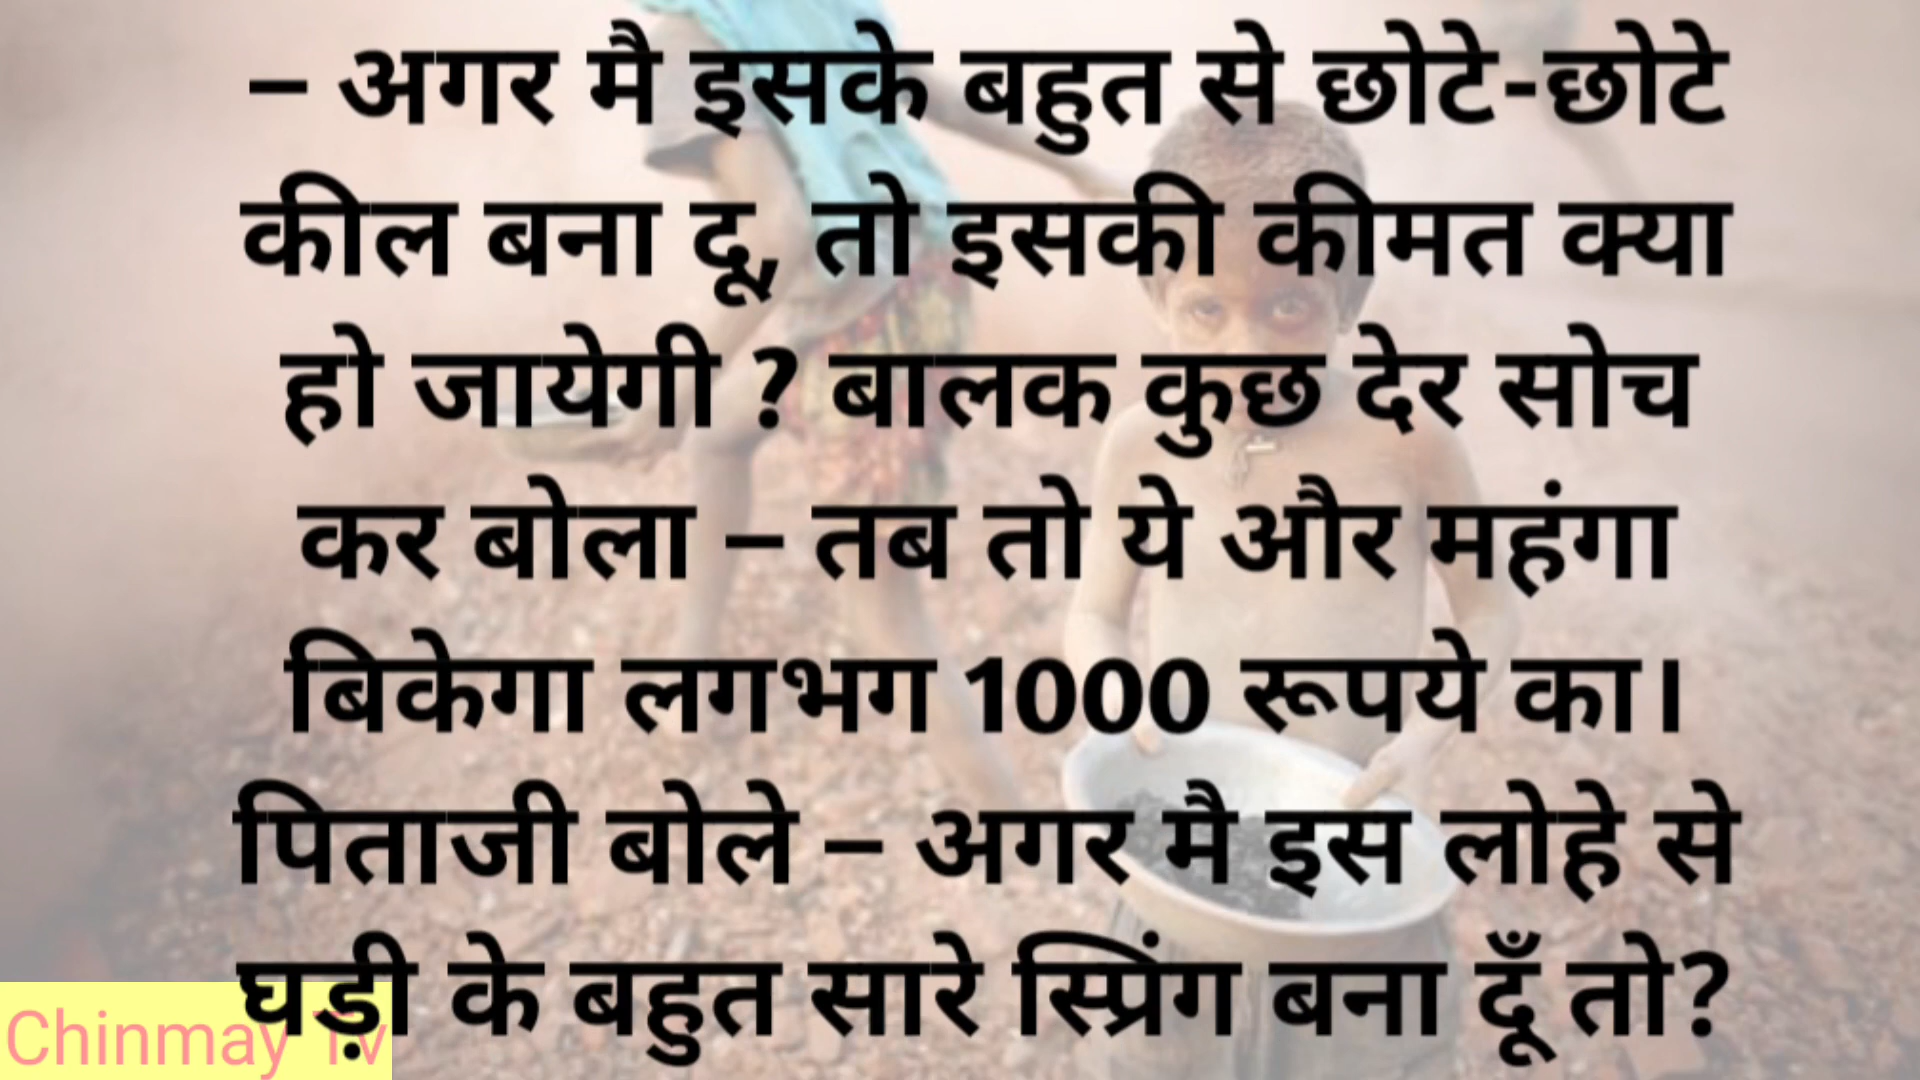 – अगर मै इसके बहुत से छोटे-छोटे
कील बना दू, तो इसकी कीमत क्या
हो जायेगी ? बालक कुछ देर सोच
कर बोला – तब तो ये और महंगा
बिकेगा लगभग 1000 रूपये का।
पिताजी बोले – अगर मै इस लोहे से
घड़ी के बहुत सारे स्प्रिंग बना दूँ तो?
Chinmay Tv